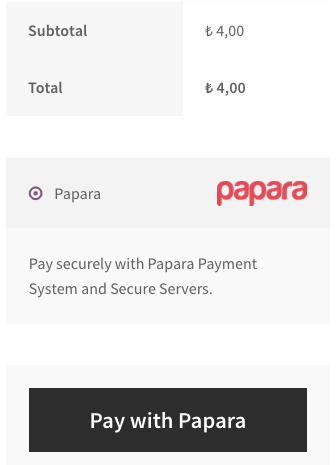 Subtotal ₺ 4,00
Total ₺ 4,00
Papara papara
Pay securely with Papara Payment
System and Secure Servers.
Pay with Papara